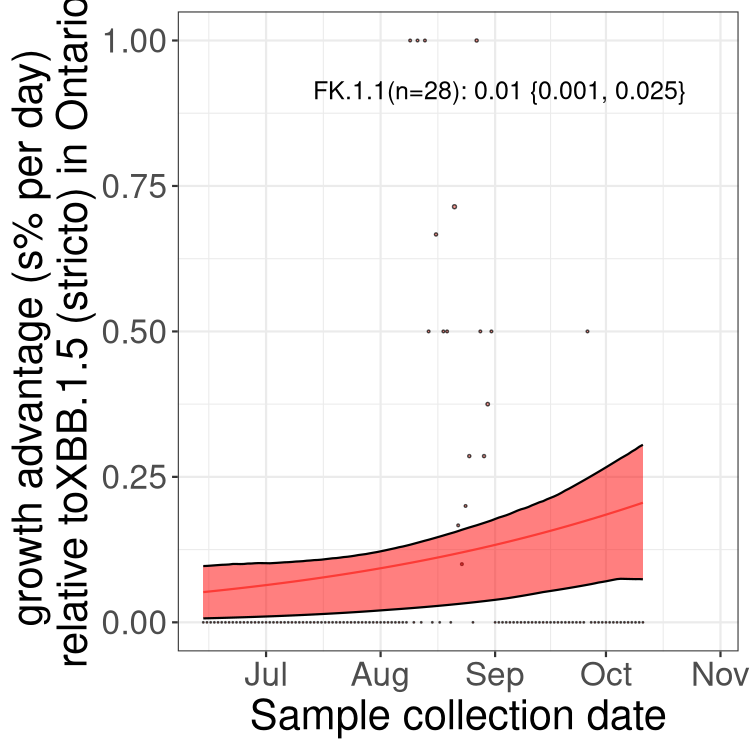 growth advantage (s% per day)
relative toXBB.1.5 (stricto) in Ontario
1.00
0.75
0.50
0.25
0.00
FK.1.1(n=28): 0.01 {0.001, 0.025}
Jul Aug Sep Oct Nov
Sample collection date